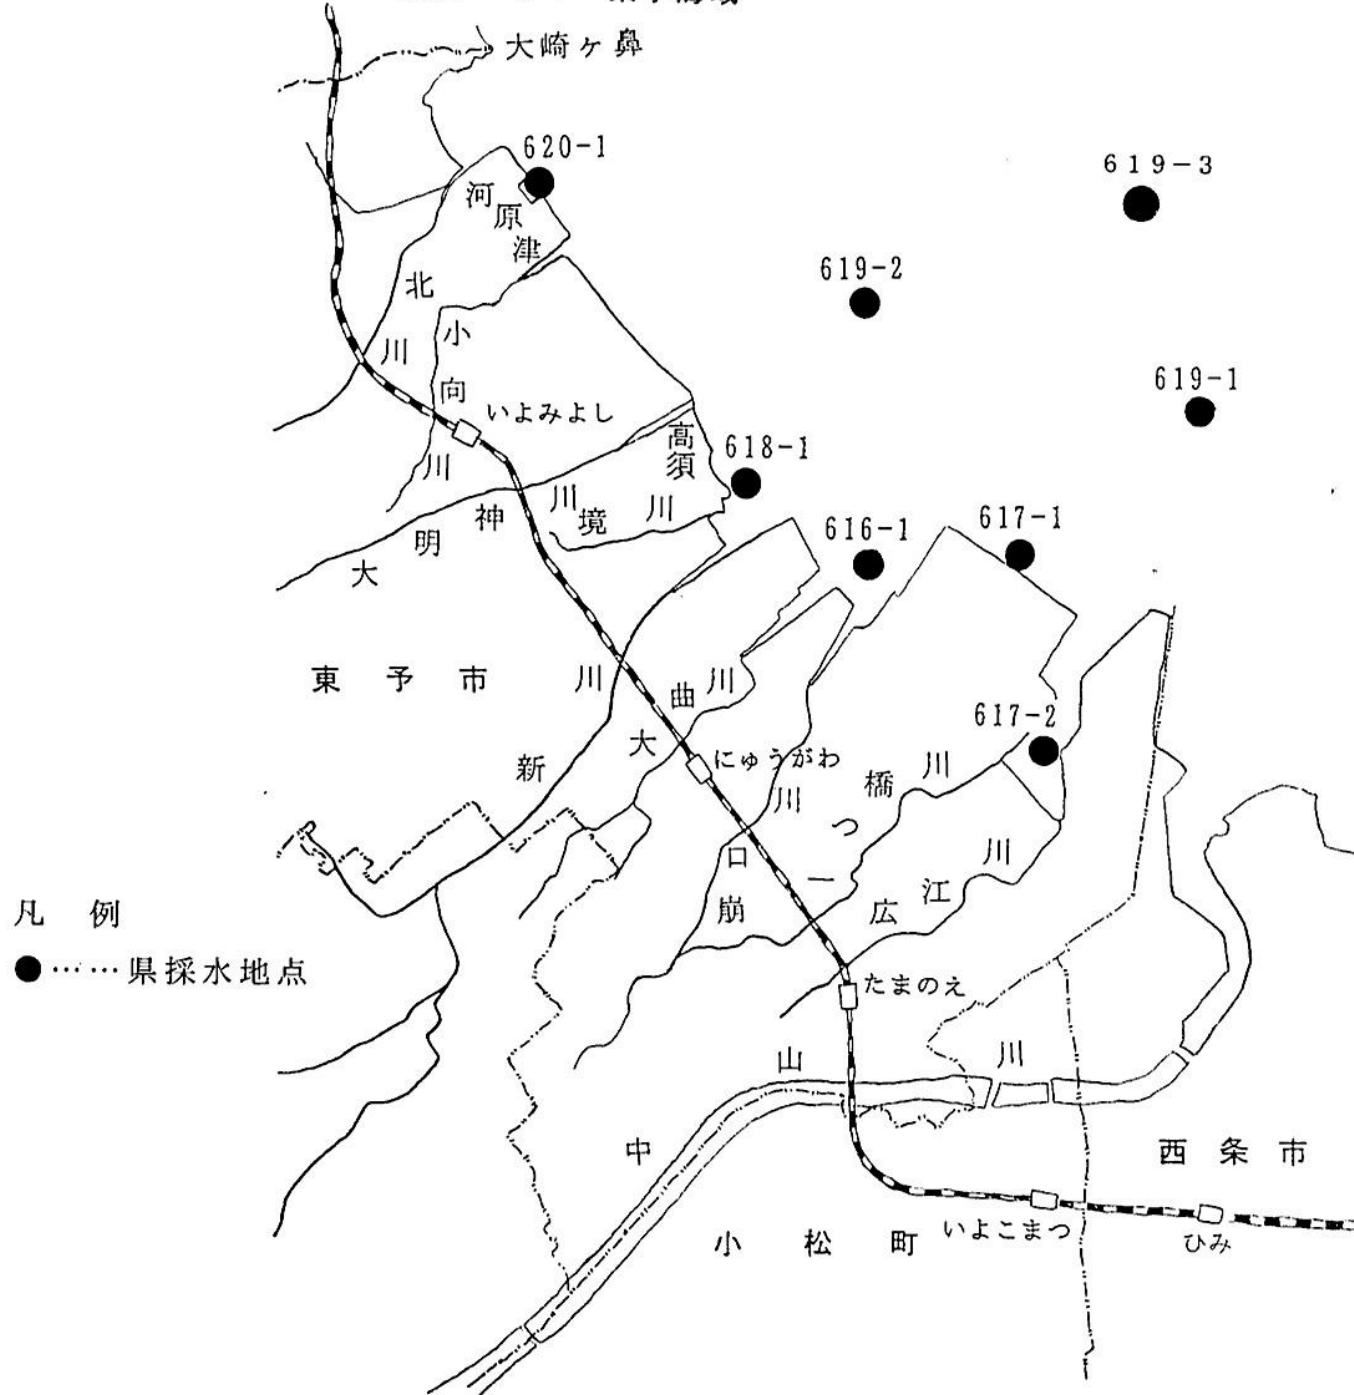 大崎ヶ鼻
620-1
619-3
河原津
619-2
北川
小向川
619-1
いよみよし
高須
618-1
境川
617-1
616-1
大明神川
東予市
大曲川
617-2
新川
にゅうがわ
一つ橋川
崩口川
広江川
凡例
●……県採水地点
たまのえ
中山川
西条市
小松町
いよこまつ
ひみ